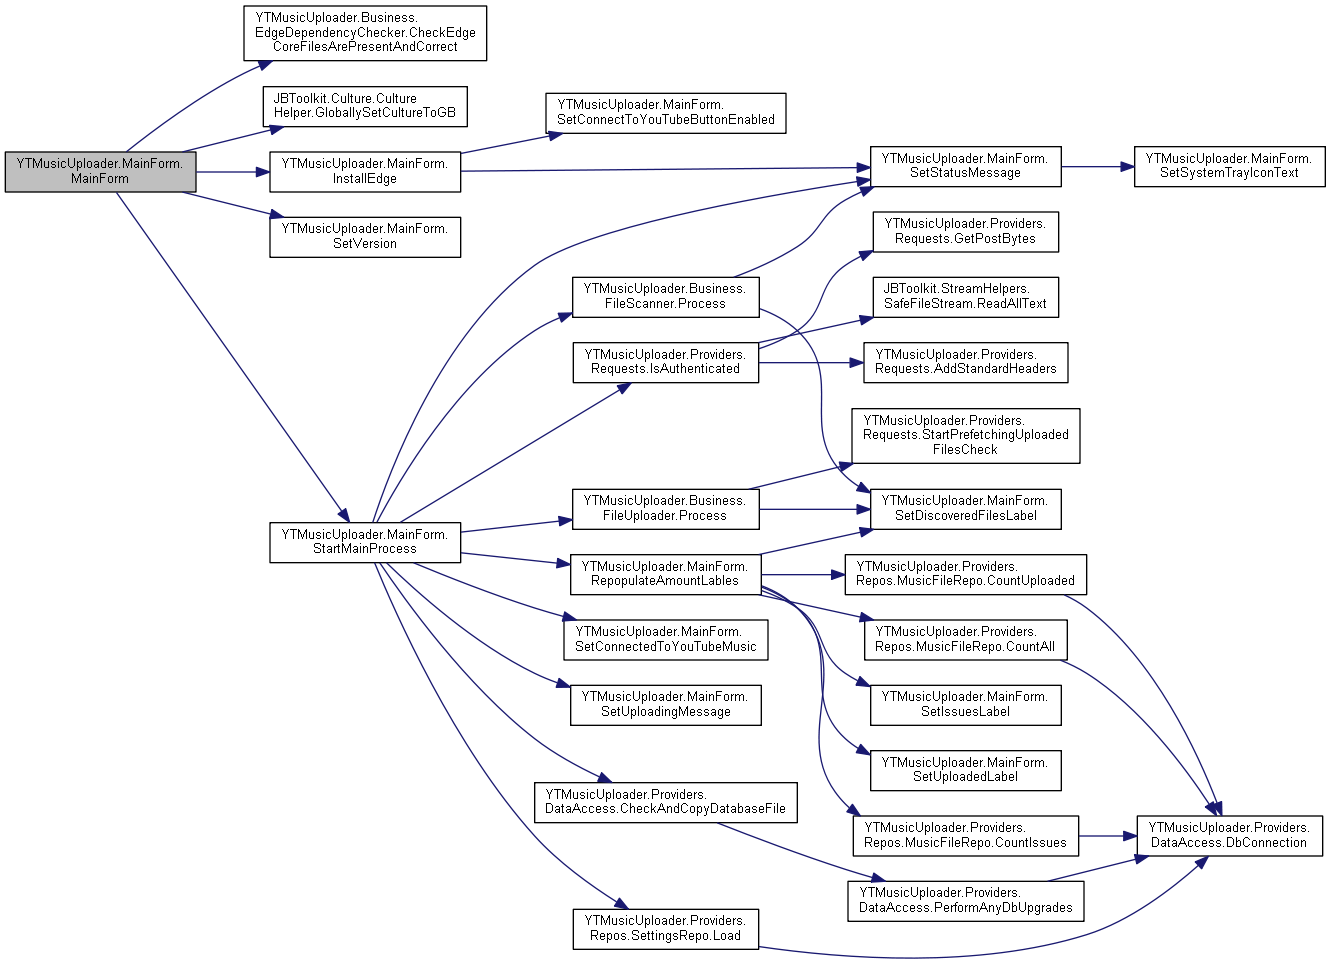 YTMusicUploader.MainForm.
MainForm
YTMusicUploader.Business.
EdgeDependencyChecker.CheckEdge
CoreFilesArePresentAndCorrect
JBToolkit.Culture.Culture
Helper.GloballySetCultureToGB
YTMusicUploader.MainForm.
InstallEdge
YTMusicUploader.MainForm.
SetVersion
YTMusicUploader.MainForm.
StartMainProcess
YTMusicUploader.MainForm.
SetConnectToYouTubeButtonEnabled
YTMusicUploader.Business.
FileScanner.Process
YTMusicUploader.Providers.
Requests.IsAuthenticated
YTMusicUploader.Business.
FileUploader.Process
YTMusicUploader.MainForm.
RepopulateAmountLables
YTMusicUploader.MainForm.
SetConnectedToYouTubeMusic
YTMusicUploader.MainForm.
SetUploadingMessage
YTMusicUploader.Providers.
DataAccess.CheckAndCopyDatabaseFile
YTMusicUploader.Providers.
Repos.SettingsRepo.Load
YTMusicUploader.MainForm.
SetStatusMessage
YTMusicUploader.Providers.
Requests.GetPostBytes
JBToolkit.StreamHelpers.
SafeFileStream.ReadAllText
YTMusicUploader.Providers.
Requests.AddStandardHeaders
YTMusicUploader.Providers.
Requests.StartPrefetchingUploaded
FilesCheck
YTMusicUploader.MainForm.
SetDiscoveredFilesLabel
YTMusicUploader.Providers.
Repos.MusicFileRepo.CountUploaded
YTMusicUploader.Providers.
Repos.MusicFileRepo.CountAll
YTMusicUploader.MainForm.
SetIssuesLabel
YTMusicUploader.MainForm.
SetUploadedLabel
YTMusicUploader.Providers.
Repos.MusicFileRepo.CountIssues
YTMusicUploader.Providers.
DataAccess.PerformAnyDbUpgrades
YTMusicUploader.MainForm.
SetSystemTrayIconText
YTMusicUploader.Providers.
DataAccess.DbConnection